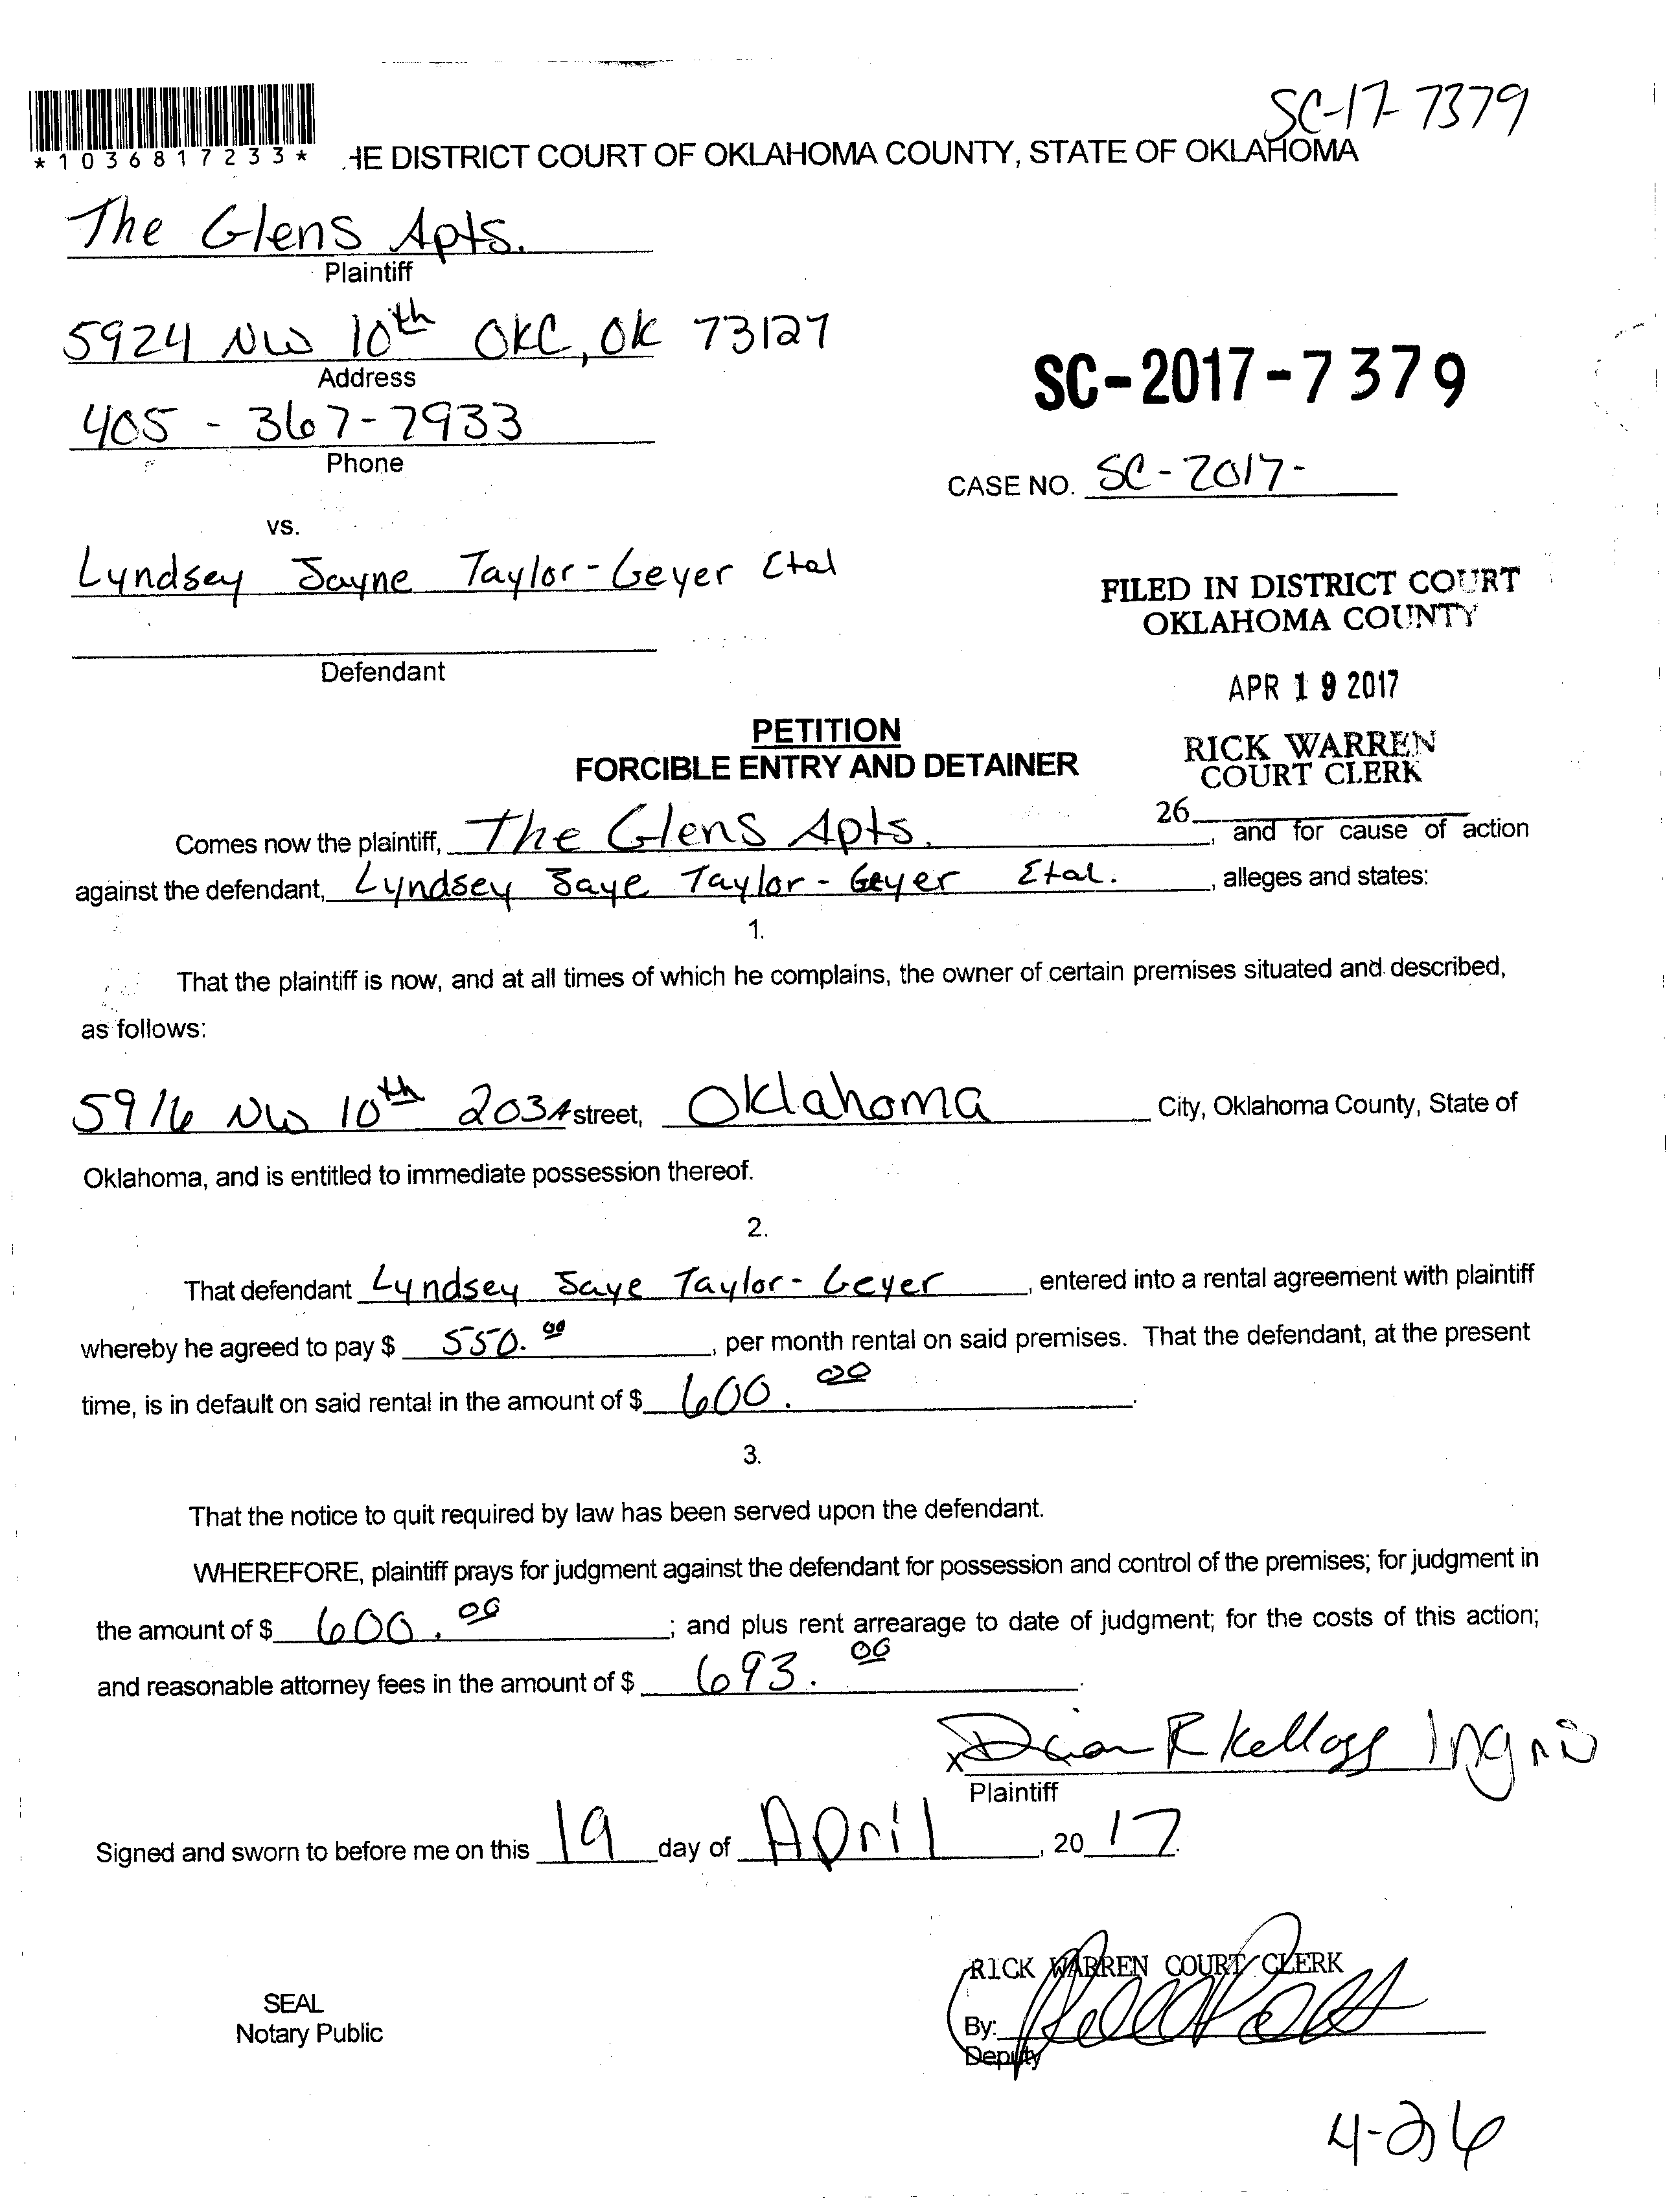 SC-17-7379
*1036817233* HE DISTRICT COURT OF OKLAHOMA COUNTY, STATE OF OKLAHOMA
The Glens Apts.
Plaintiff
5924 NW 10th OKC, OK 73127
Address
405-367-7933
Phone
SC-2017-7379
CASE NO. SC-2017-
vs.
Lyndsey Jayne Taylor-Geyer Etal
Defendant
FILED IN DISTRICT COURT
OKLAHOMA COUNTY
APR 19 2017
RICK WARREN
COURT CLERK
26
PETITION
FORCIBLE ENTRY AND DETAINER
Comes now the plaintiff, The Glens Apts. , and for cause of action
against the defendant, Lyndsey Jaye Taylor-Geyer Etal. , alleges and states:
1.
That the plaintiff is now, and at all times of which he complains, the owner of certain premises situated and described,
as follows:
5916 NW 10th 203A street, Oklahoma City, Oklahoma County, State of
Oklahoma, and is entitled to immediate possession thereof.
2.
That defendant Lyndsey Jaye Taylor-Geyer , entered into a rental agreement with plaintiff
whereby he agreed to pay $ 550.00 , per month rental on said premises. That the defendant, at the present
time, is in default on said rental in the amount of $ 600.00 .
3.
That the notice to quit required by law has been served upon the defendant.
WHEREFORE, plaintiff prays for judgment against the defendant for possession and control of the premises; for judgment in
the amount of $ 600.00 ; and plus rent arrearage to date of judgment; for the costs of this action;
and reasonable attorney fees in the amount of $ 693.00 .
x R Kellogg
Plaintiff
Signed and sworn to before me on this 19 day of April , 20 17.
SEAL
Notary Public
RICK WARREN COURT CLERK
By:
Deputy
4-26